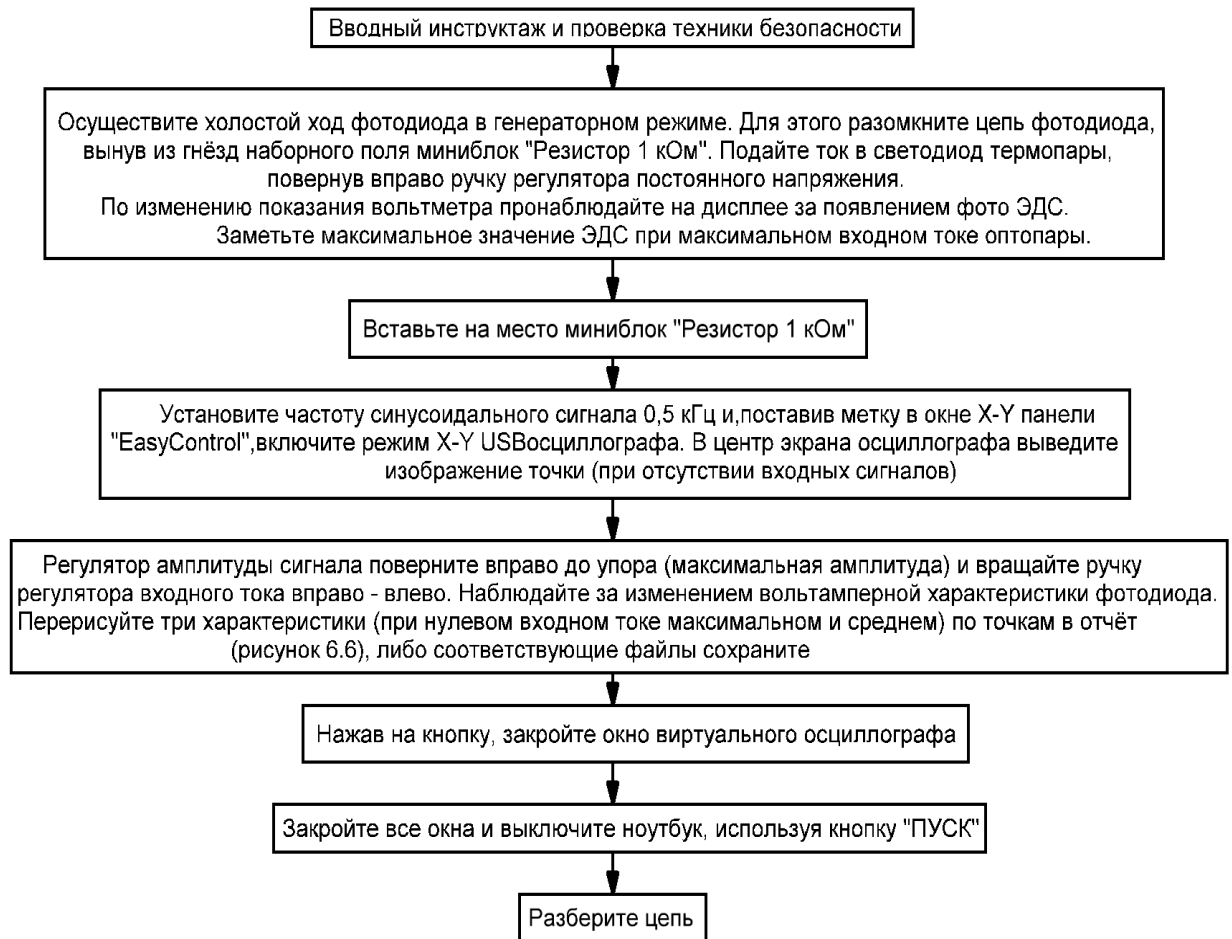 Вводный инструктаж и проверка техники безопасности
Осуществите холостой ход фотодиода в генераторном режиме. Для этого разомкните цепь фотодиода,
вынув из гнёзд наборного поля миниблок "Резистор 1 кОм". Подайте ток в светодиод термопары,
повернув вправо ручку регулятора постоянного напряжения.
По изменению показания вольтметра пронаблюдайте на дисплее за появлением фото ЭДС.
Заметьте максимальное значение ЭДС при максимальном входном токе оптопары.
Вставьте на место миниблок "Резистор 1 кОм"
Установите частоту синусоидального сигнала 0,5 кГц и,поставив метку в окне X-Y панели
"EasyControl",включите режим X-Y USBосциллографа. В центр экрана осциллографа выведите
изображение точки (при отсутствии входных сигналов)
Регулятор амплитуды сигнала поверните вправо до упора (максимальная амплитуда) и вращайте ручку
регулятора входного тока вправо - влево. Наблюдайте за изменением вольтамперной характеристики фотодиода.
Перерисуйте три характеристики (при нулевом входном токе максимальном и среднем) по точкам в отчёт
(рисунок 6.6), либо соответствующие файлы сохраните
Нажав на кнопку, закройте окно виртуального осциллографа
Закройте все окна и выключите ноутбук, используя кнопку "ПУСК"
Разберите цепь